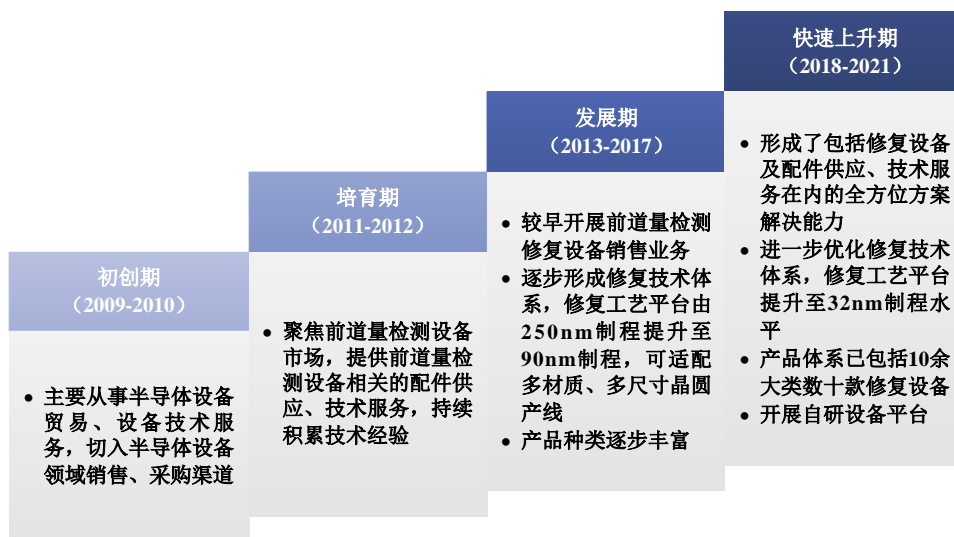 初创期
（2009-2010）
• 主要从事半导体设备
贸易、设备技术服
务，切入半导体设备
领域销售、采购渠道
培育期
（2011-2012）
• 聚焦前道量检测设备
市场，提供前道量检
测设备相关的配件供
应、技术服务，持续
积累技术经验
发展期
（2013-2017）
• 较早开展前道量检测
修复设备销售业务
• 逐步形成修复技术体
系，修复工艺平台由
250nm制程提升至
90nm制程，可适配
多材质、多尺寸晶圆
产线
• 产品种类逐步丰富
快速上升期
（2018-2021）
• 形成了包括修复设备
及配件供应、技术服
务在内的全方位方案
解决能力
• 进一步优化修复技术
体系，修复工艺平台
提升至32nm制程水
平
• 产品体系已包括10余
大类数十款修复设备
• 开展自研设备平台